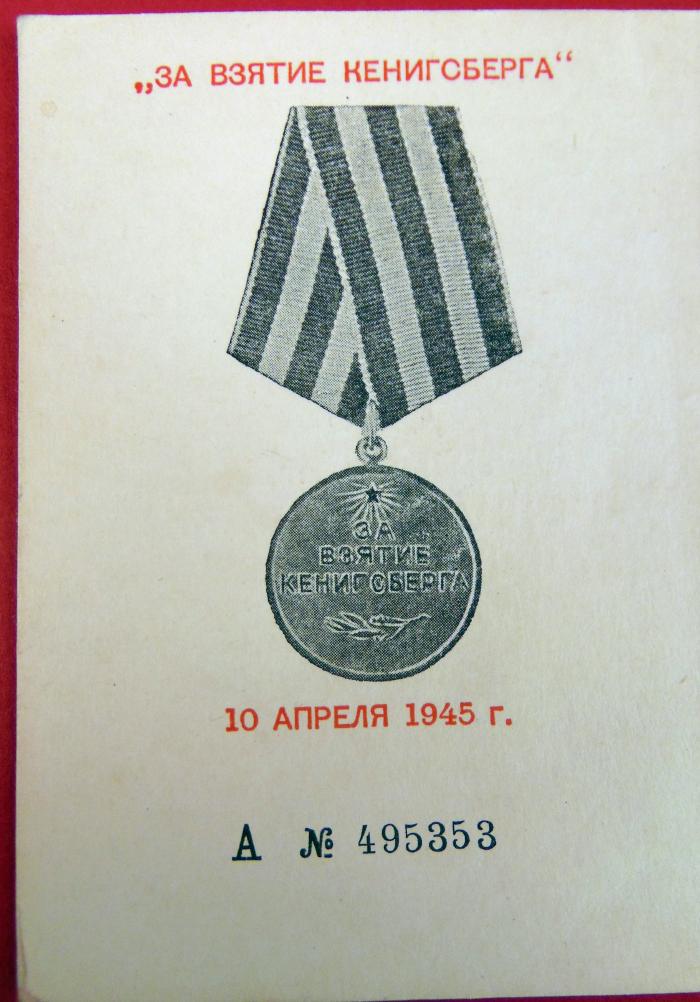 „ЗА ВЗЯТИЕ КЕНИГСБЕРГА“
ЗА
ВЗЯТИЕ
КЕНИГСБЕРГА
10 АПРЕЛЯ 1945 г.
А № 495353